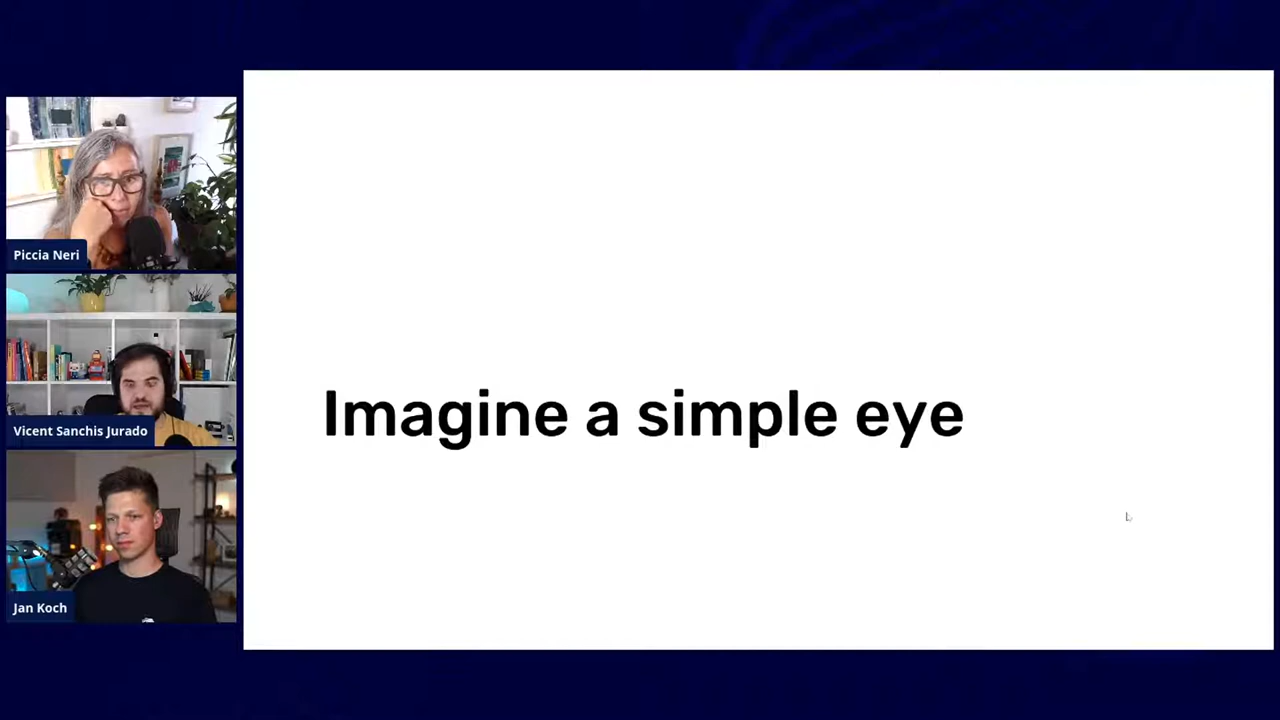 Piccia Neri
Vicent Sanchis Jurado
Jan Koch
Imagine a simple eye